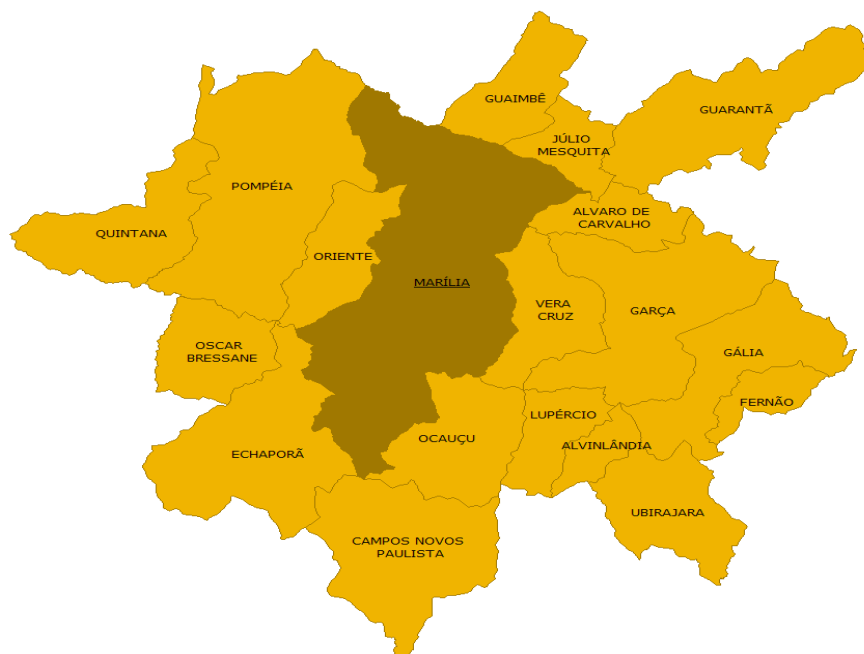 GUAIMBÊ
GUARANTÃ
JÚLIO
MESQUITA
POMPÉIA
ALVARO DE
CARVALHO
QUINTANA
ORIENTE
MARÍLIA
VERA
CRUZ
GARÇA
OSCAR
BRESSANE
GÁLIA
FERNÃO
LUPÉRCIO
OCAUÇU
ALVINLÂNDIA
ECHAPORÃ
UBIRAJARA
CAMPOS NOVOS
PAULISTA